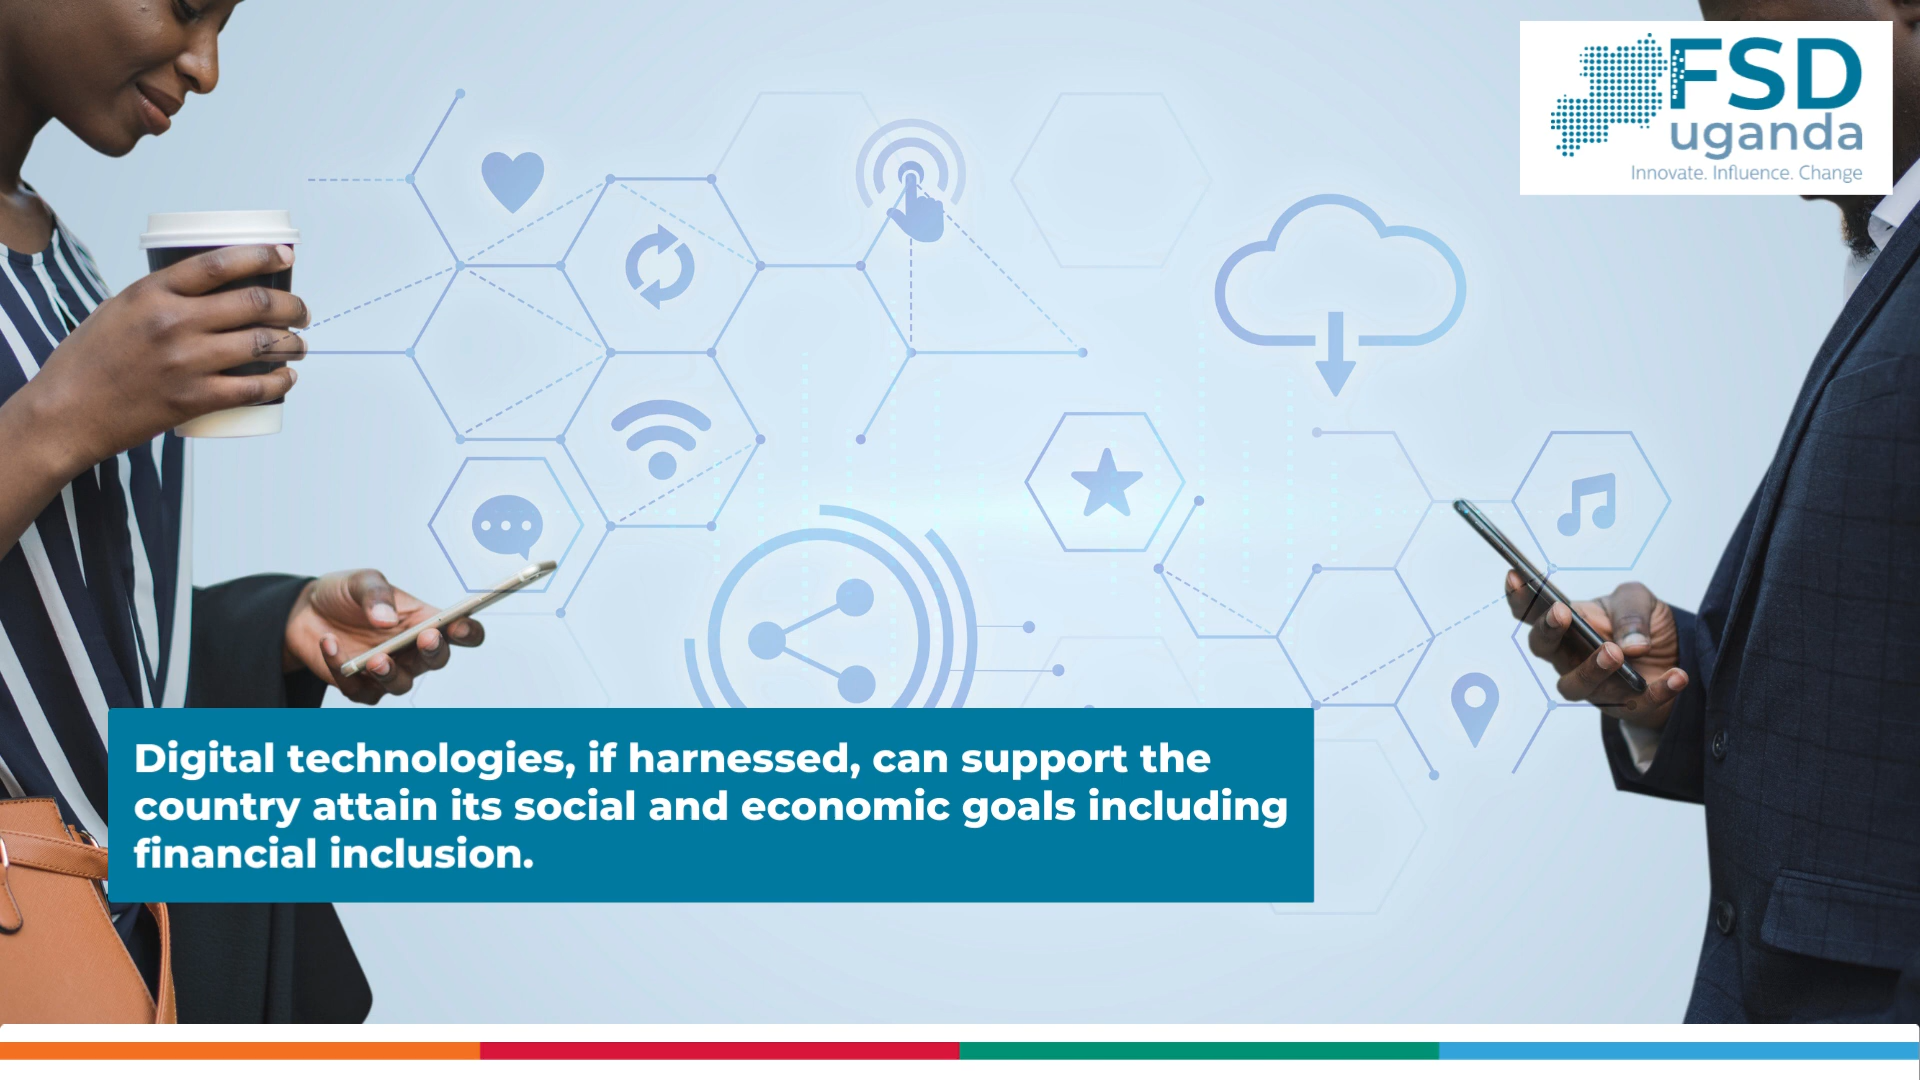 FSD
uganda
Innovate. Influence. Change
Digital technologies, if harnessed, can support the
country attain its social and economic goals including
financial inclusion.